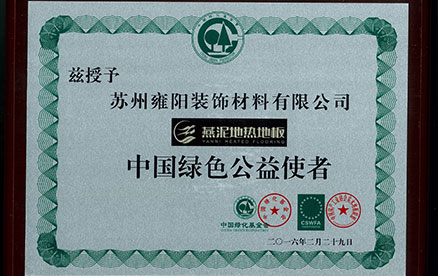 兹授予
苏州雍阳装饰材料有限公司
燕泥地热地板
YANNI HEATED FLOORING
中国绿色公益使者
中国绿化基金会
CSWFA
二〇一六年二月二十九日